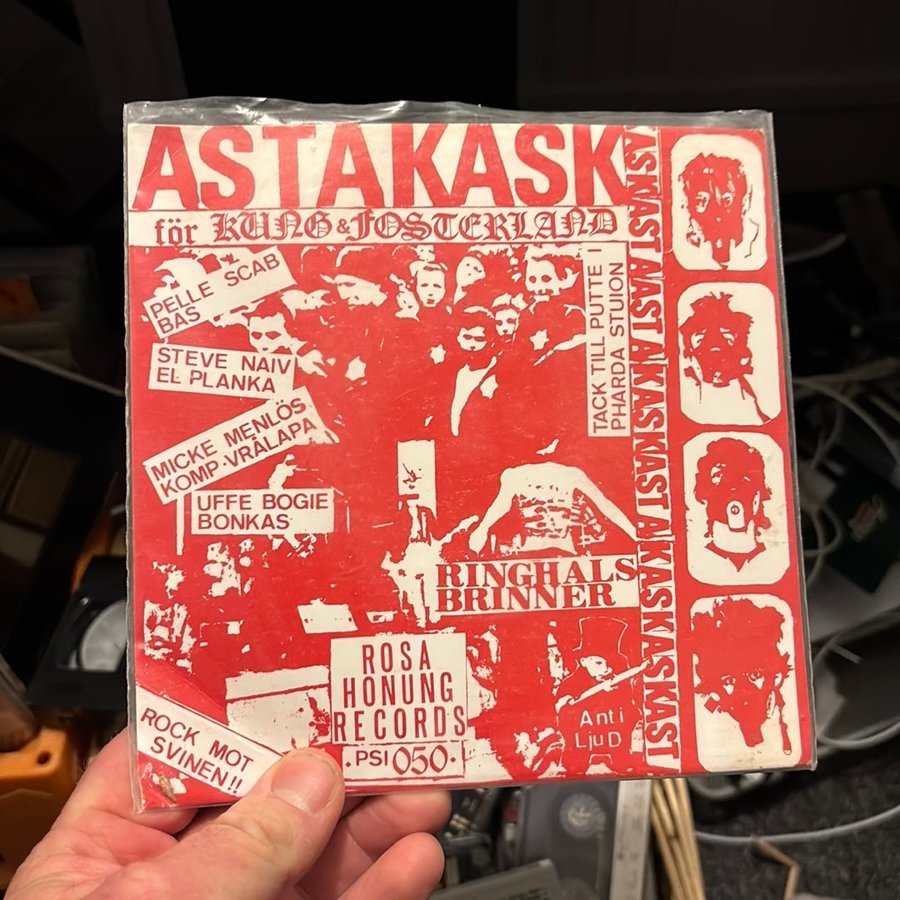 ASTAKASK
för KUNG & FOSTERLAND
PELLE SCAB
BAS
STEVE NAIV
EL PLANKA
MICKE MENLÖS
KOMP-VRÅLAPA
UFFE BOGIE
BONKAS
TACK TILL PUTTE I
PHARDA STUION
RINGHALS
BRINNER
ROSA
HONUNG
RECORDS
·PSI 050·
Anti
LjuD
ROCK MOT
SVINEN!!
ASKASTAKASTAKASKASTAKASKASKAST